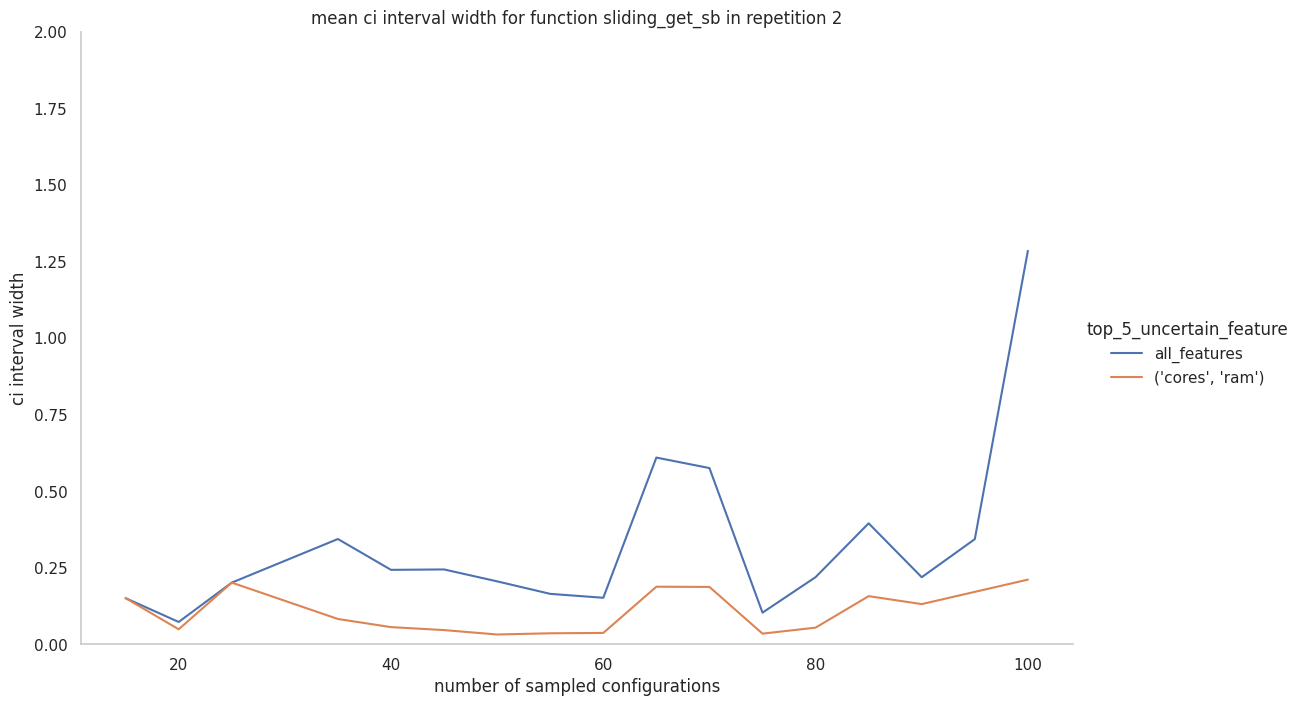 mean ci interval width for function sliding_get_sb in repetition 2
2.00
1.75
1.50
1.25
1.00
0.75
0.50
0.25
0.00
ci interval width
20
40
60
80
100
number of sampled configurations
top_5_uncertain_feature
all_features
('cores', 'ram')